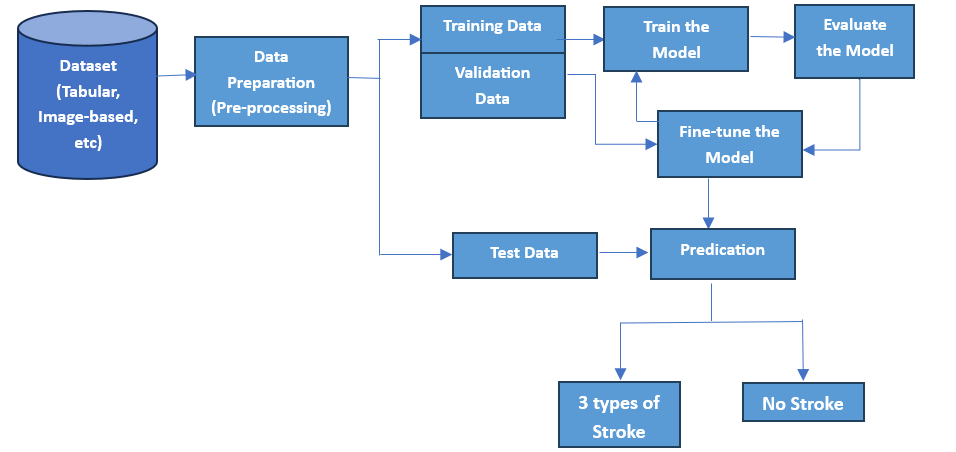 Dataset
(Tabular,
Image-based,
etc)
Data
Preparation
(Pre-processing)
Training Data
Validation
Data
Train the
Model
Evaluate
the Model
Fine-tune the
Model
Test Data
Predication
3 types of
Stroke
No Stroke